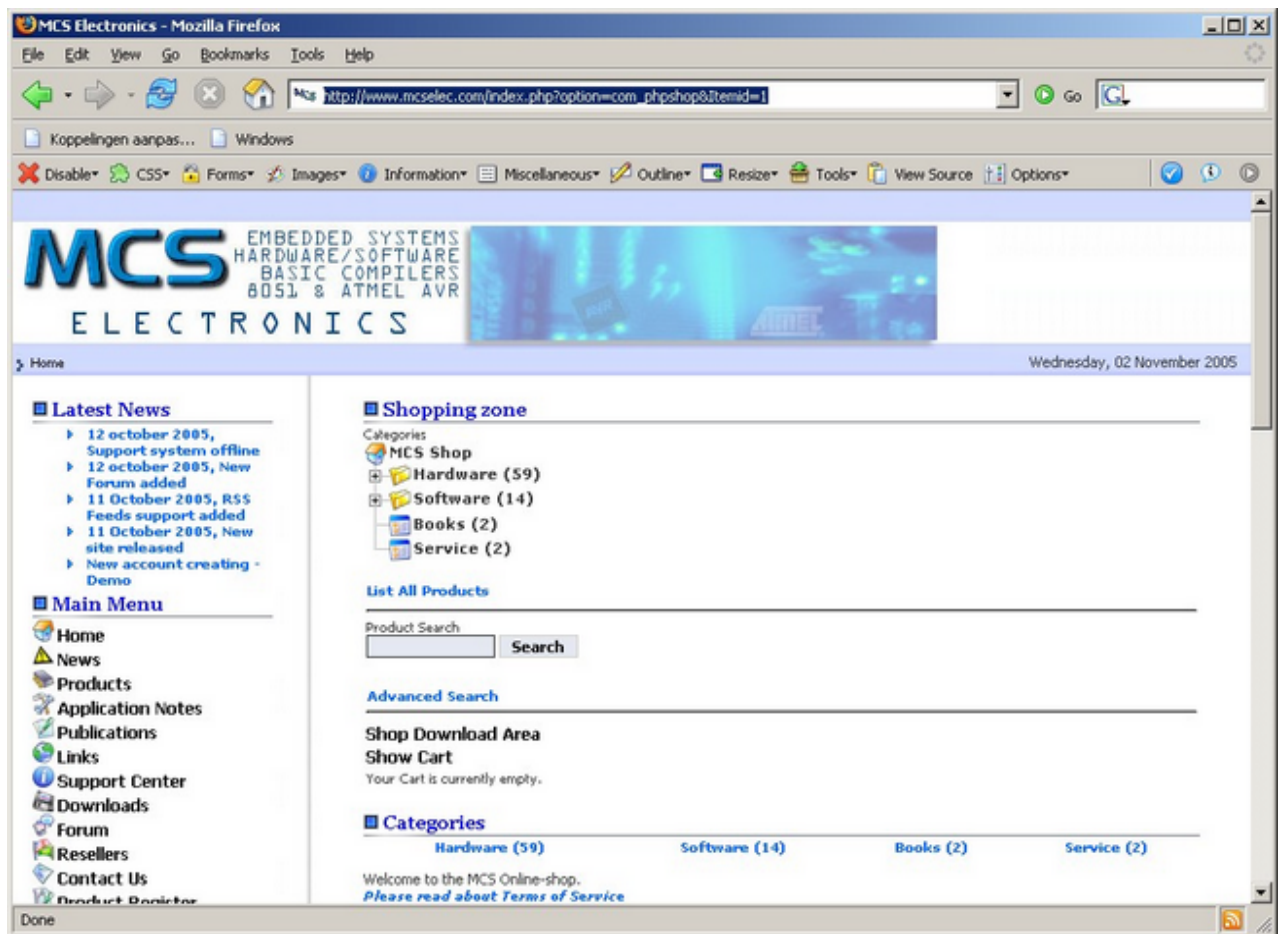 MCS Electronics - Mozilla Firefox
File Edit View Go Bookmarks Tools Help
MCS http://www.mcselec.com/index.php?option=com_phpshop&Itemid=1 Go G
Koppelingen aanpas... Windows
Disable CSS Forms Images Information Miscellaneous Outline Resize Tools View Source Options
MCS
EMBEDDED SYSTEMS
HARDWARE/SOFTWARE
BASIC COMPILERS
8051 & ATMEL AVR
ELECTRONICS
AVR
ATMEL
Home
Wednesday, 02 November 2005
Latest News
12 october 2005,
Support system offline
12 october 2005, New
Forum added
11 October 2005, RSS
Feeds support added
11 October 2005, New
site released
New account creating -
Demo
Main Menu
Home
News
Products
Application Notes
Publications
Links
Support Center
Downloads
Forum
Resellers
Contact Us
Product Register
Shopping zone
Categories
MCS Shop
Hardware (59)
Software (14)
Books (2)
Service (2)
List All Products
Product Search
Search
Advanced Search
Shop Download Area
Show Cart
Your Cart is currently empty.
Categories
Hardware (59) Software (14) Books (2) Service (2)
Welcome to the MCS Online-shop.
Please read about Terms of Service
Done